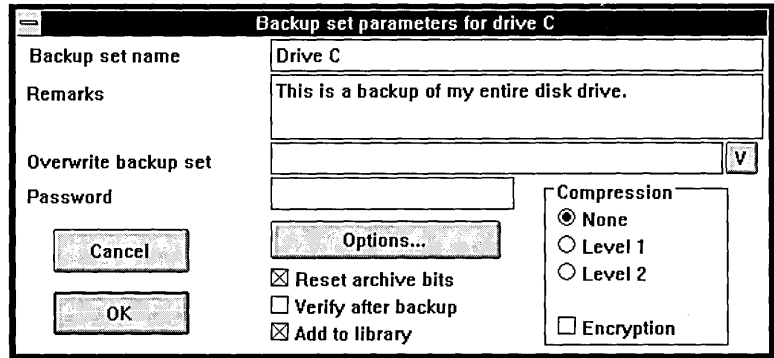 Backup set parameters for drive C
Backup set name
Drive C
Remarks
This is a backup of my entire disk drive.
Overwrite backup set
V
Password
Compression
None
Level 1
Level 2
Encryption
Cancel
Options...
OK
Reset archive bits
Verify after backup
Add to library